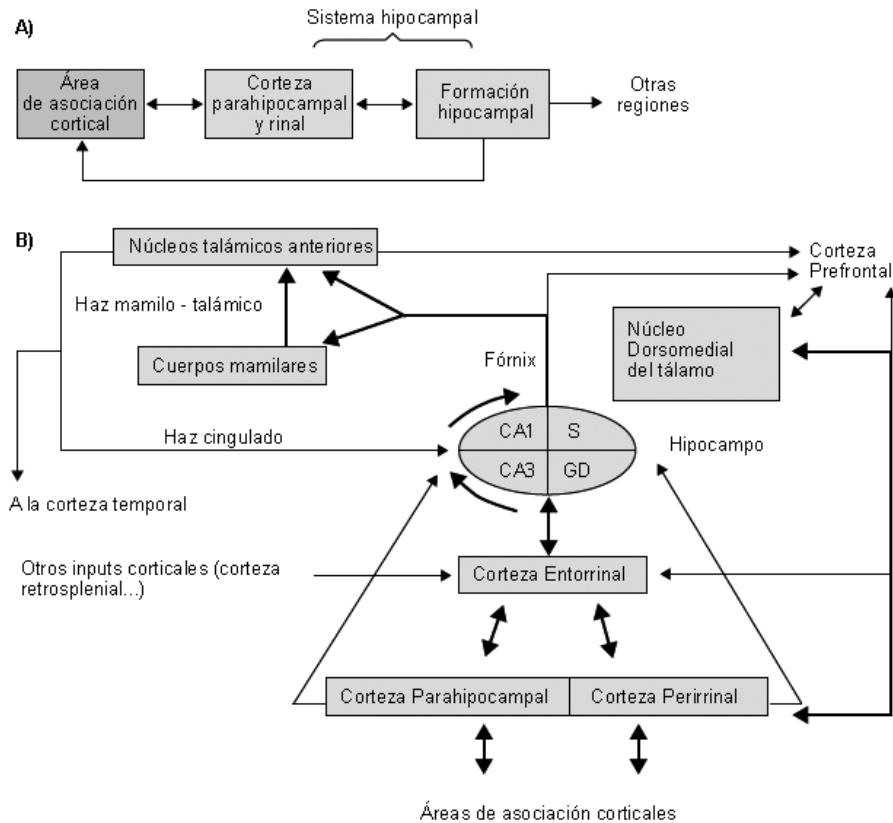 A)
Sistema hipocampal
Área
de asociación
cortical
Corteza
parahipocampal
y rinal
Formación
hipocampal
Otras
regiones
B)
Núcleos talámicos anteriores
Corteza
Prefrontal
Haz mamilo - talámico
Núcleo
Dorsomedial
del tálamo
Cuerpos mamilares
Fórnix
CA1 S
Haz cingulado
Hipocampo
CA3 GD
A la corteza temporal
Otros inputs corticales (corteza
retrosplenial...)
Corteza Entorrinal
Corteza Parahipocampal
Corteza Perirrinal
Áreas de asociación corticales